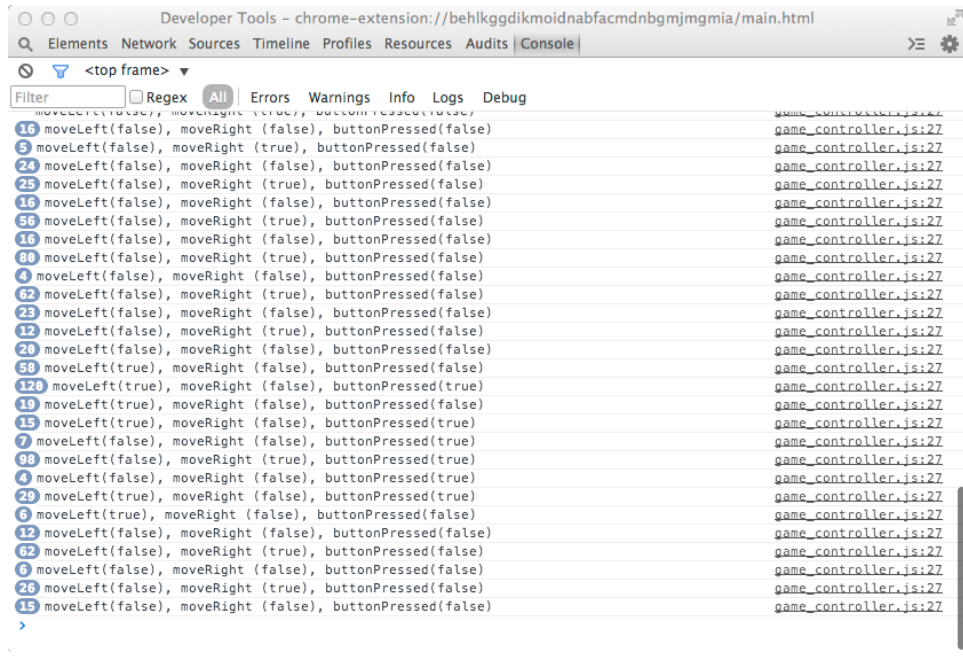 Developer Tools - chrome-extension://behlkggdikmoidnabfacmdnbgmjmgmia/main.html
Elements Network Sources Timeline Profiles Resources Audits Console
<top frame> ▼
Filter Regex All Errors Warnings Info Logs Debug
moveLeft(false), moveRight (true), buttonPressed(false) game_controller.js:27
16 moveLeft(false), moveRight (false), buttonPressed(false) game_controller.js:27
5 moveLeft(false), moveRight (true), buttonPressed(false) game_controller.js:27
24 moveLeft(false), moveRight (false), buttonPressed(false) game_controller.js:27
25 moveLeft(false), moveRight (true), buttonPressed(false) game_controller.js:27
16 moveLeft(false), moveRight (false), buttonPressed(false) game_controller.js:27
56 moveLeft(false), moveRight (true), buttonPressed(false) game_controller.js:27
16 moveLeft(false), moveRight (false), buttonPressed(false) game_controller.js:27
80 moveLeft(false), moveRight (true), buttonPressed(false) game_controller.js:27
4 moveLeft(false), moveRight (false), buttonPressed(false) game_controller.js:27
62 moveLeft(false), moveRight (true), buttonPressed(false) game_controller.js:27
23 moveLeft(false), moveRight (false), buttonPressed(false) game_controller.js:27
12 moveLeft(false), moveRight (true), buttonPressed(false) game_controller.js:27
20 moveLeft(false), moveRight (false), buttonPressed(false) game_controller.js:27
58 moveLeft(true), moveRight (false), buttonPressed(false) game_controller.js:27
120 moveLeft(true), moveRight (false), buttonPressed(true) game_controller.js:27
19 moveLeft(true), moveRight (false), buttonPressed(false) game_controller.js:27
15 moveLeft(true), moveRight (false), buttonPressed(true) game_controller.js:27
7 moveLeft(false), moveRight (false), buttonPressed(true) game_controller.js:27
98 moveLeft(false), moveRight (true), buttonPressed(true) game_controller.js:27
4 moveLeft(false), moveRight (false), buttonPressed(true) game_controller.js:27
29 moveLeft(true), moveRight (false), buttonPressed(true) game_controller.js:27
6 moveLeft(true), moveRight (false), buttonPressed(false) game_controller.js:27
12 moveLeft(false), moveRight (false), buttonPressed(false) game_controller.js:27
62 moveLeft(false), moveRight (true), buttonPressed(false) game_controller.js:27
6 moveLeft(false), moveRight (false), buttonPressed(false) game_controller.js:27
26 moveLeft(false), moveRight (true), buttonPressed(false) game_controller.js:27
15 moveLeft(false), moveRight (false), buttonPressed(false) game_controller.js:27
>